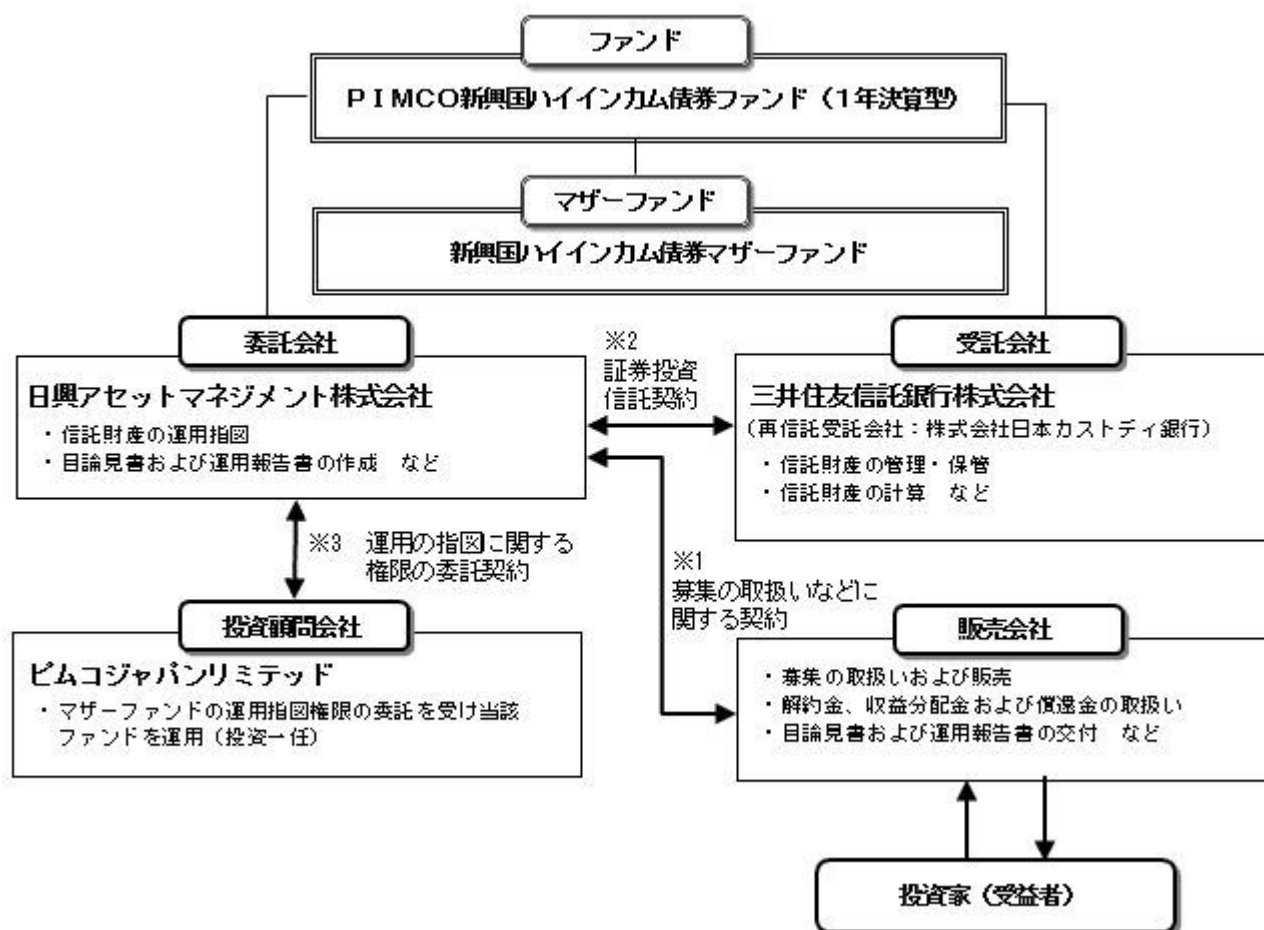 ファンド
PIMCO新興国ハイインカム債券ファンド(1年決算型)
マザーファンド
新興国ハイインカム債券マザーファンド
委託会社
日興アセットマネジメント株式会社
・信託財産の運用指図
・目論見書および運用報告書の作成 など
※2
証券投資
信託契約
受託会社
三井住友信託銀行株式会社
(再信託受託会社:株式会社日本カストディ銀行)
・信託財産の管理・保管
・信託財産の計算 など
※3 運用の指図に関する
権限の委託契約
※1
募集の取扱いなどに
関する契約
投資顧問会社
ピムコジャパンリミテッド
・マザーファンドの運用指図権限の委託を受け当該
ファンドを運用(投資一任)
販売会社
・募集の取扱いおよび販売
・解約金、収益分配金および償還金の取扱い
・目論見書および運用報告書の交付 など
投資家(受益者)